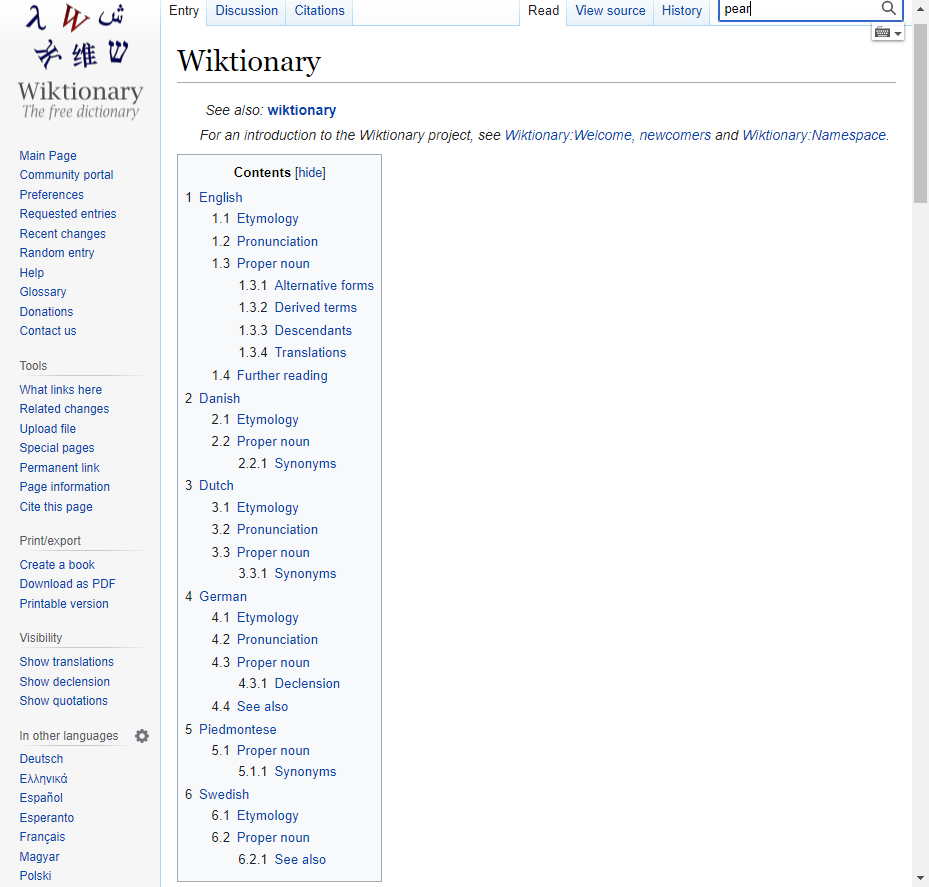 Entry Discussion Citations Read View source History pear
λ W ش
维 ש
Wiktionary
The free dictionary
Wiktionary
See also: wiktionary
For an introduction to the Wiktionary project, see Wiktionary:Welcome, newcomers and Wiktionary:Namespace.
Main Page
Community portal
Preferences
Requested entries
Recent changes
Random entry
Help
Glossary
Donations
Contact us
Tools
What links here
Related changes
Upload file
Special pages
Permanent link
Page information
Cite this page
Print/export
Create a book
Download as PDF
Printable version
Visibility
Show translations
Show declension
Show quotations
In other languages
Deutsch
Ελληνικά
Español
Esperanto
Français
Magyar
Polski
Contents [hide]
1 English
1.1 Etymology
1.2 Pronunciation
1.3 Proper noun
1.3.1 Alternative forms
1.3.2 Derived terms
1.3.3 Descendants
1.3.4 Translations
1.4 Further reading
2 Danish
2.1 Etymology
2.2 Proper noun
2.2.1 Synonyms
3 Dutch
3.1 Etymology
3.2 Pronunciation
3.3 Proper noun
3.3.1 Synonyms
4 German
4.1 Etymology
4.2 Pronunciation
4.3 Proper noun
4.3.1 Declension
4.4 See also
5 Piedmontese
5.1 Proper noun
5.1.1 Synonyms
6 Swedish
6.1 Etymology
6.2 Proper noun
6.2.1 See also